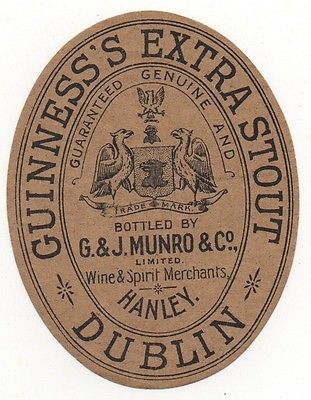 GUINNESS'S EXTRA STOUT
GUARANTEED GENUINE AND
TRADE MARK
BOTTLED BY
G. & J. MUNRO & Co.,
LIMITED.
Wine & Spirit Merchants,
HANLEY.
DUBLIN